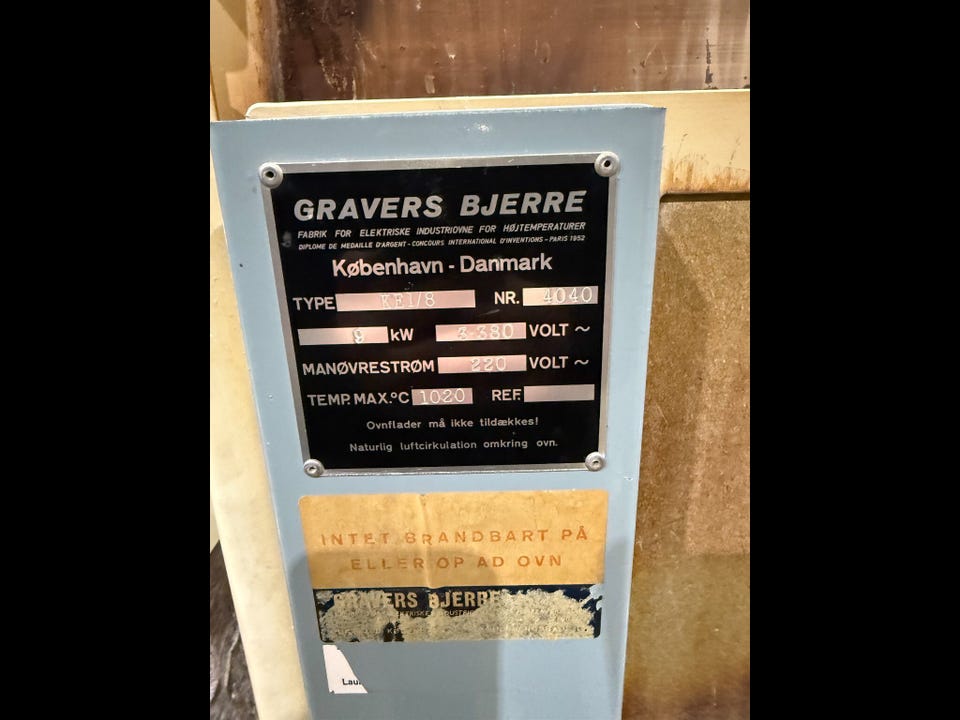 GRAVERS BJERRE
FABRIK FOR ELEKTRISKE INDUSTRIOVNE FOR HØJTEMPERATURER
DIPLOME DE MEDAILLE D'ARGENT - CONCOURS INTERNATIONAL D'INVENTIONS - PARIS 1952
København - Danmark
TYPE KE1/8 NR. 4040
9 kW 3-380 VOLT ~
MANØVRESTRØM 220 VOLT ~
TEMP. MAX.°C 1020 REF.
Ovnflader må ikke tildækkes!
Naturlig luftcirkulation omkring ovn.
INTET BRANDBART PÅ
ELLER OP AD OVN
GRAVERS BJERRE